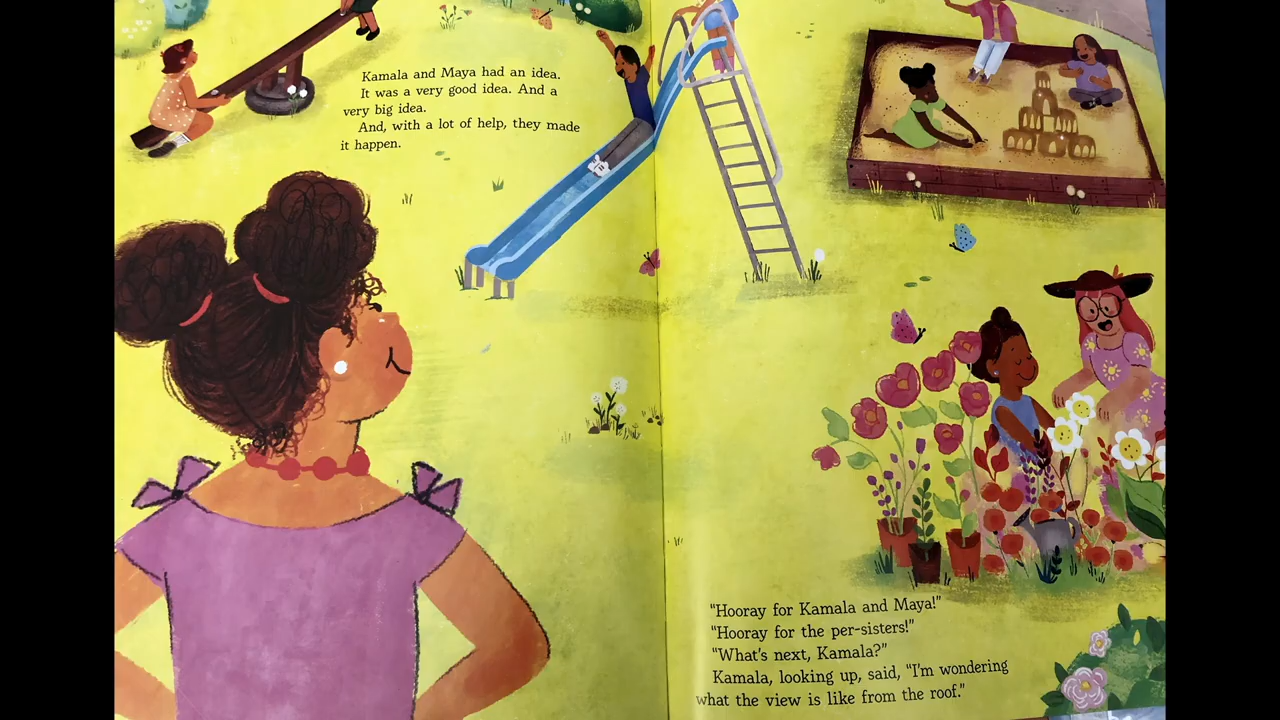 Kamala and Maya had an idea.
It was a very good idea. And a
very big idea.
And, with a lot of help, they made
it happen.
"Hooray for Kamala and Maya!"
"Hooray for the per-sisters!"
"What's next, Kamala?"
Kamala, looking up, said, "I'm wondering
what the view is like from the roof."